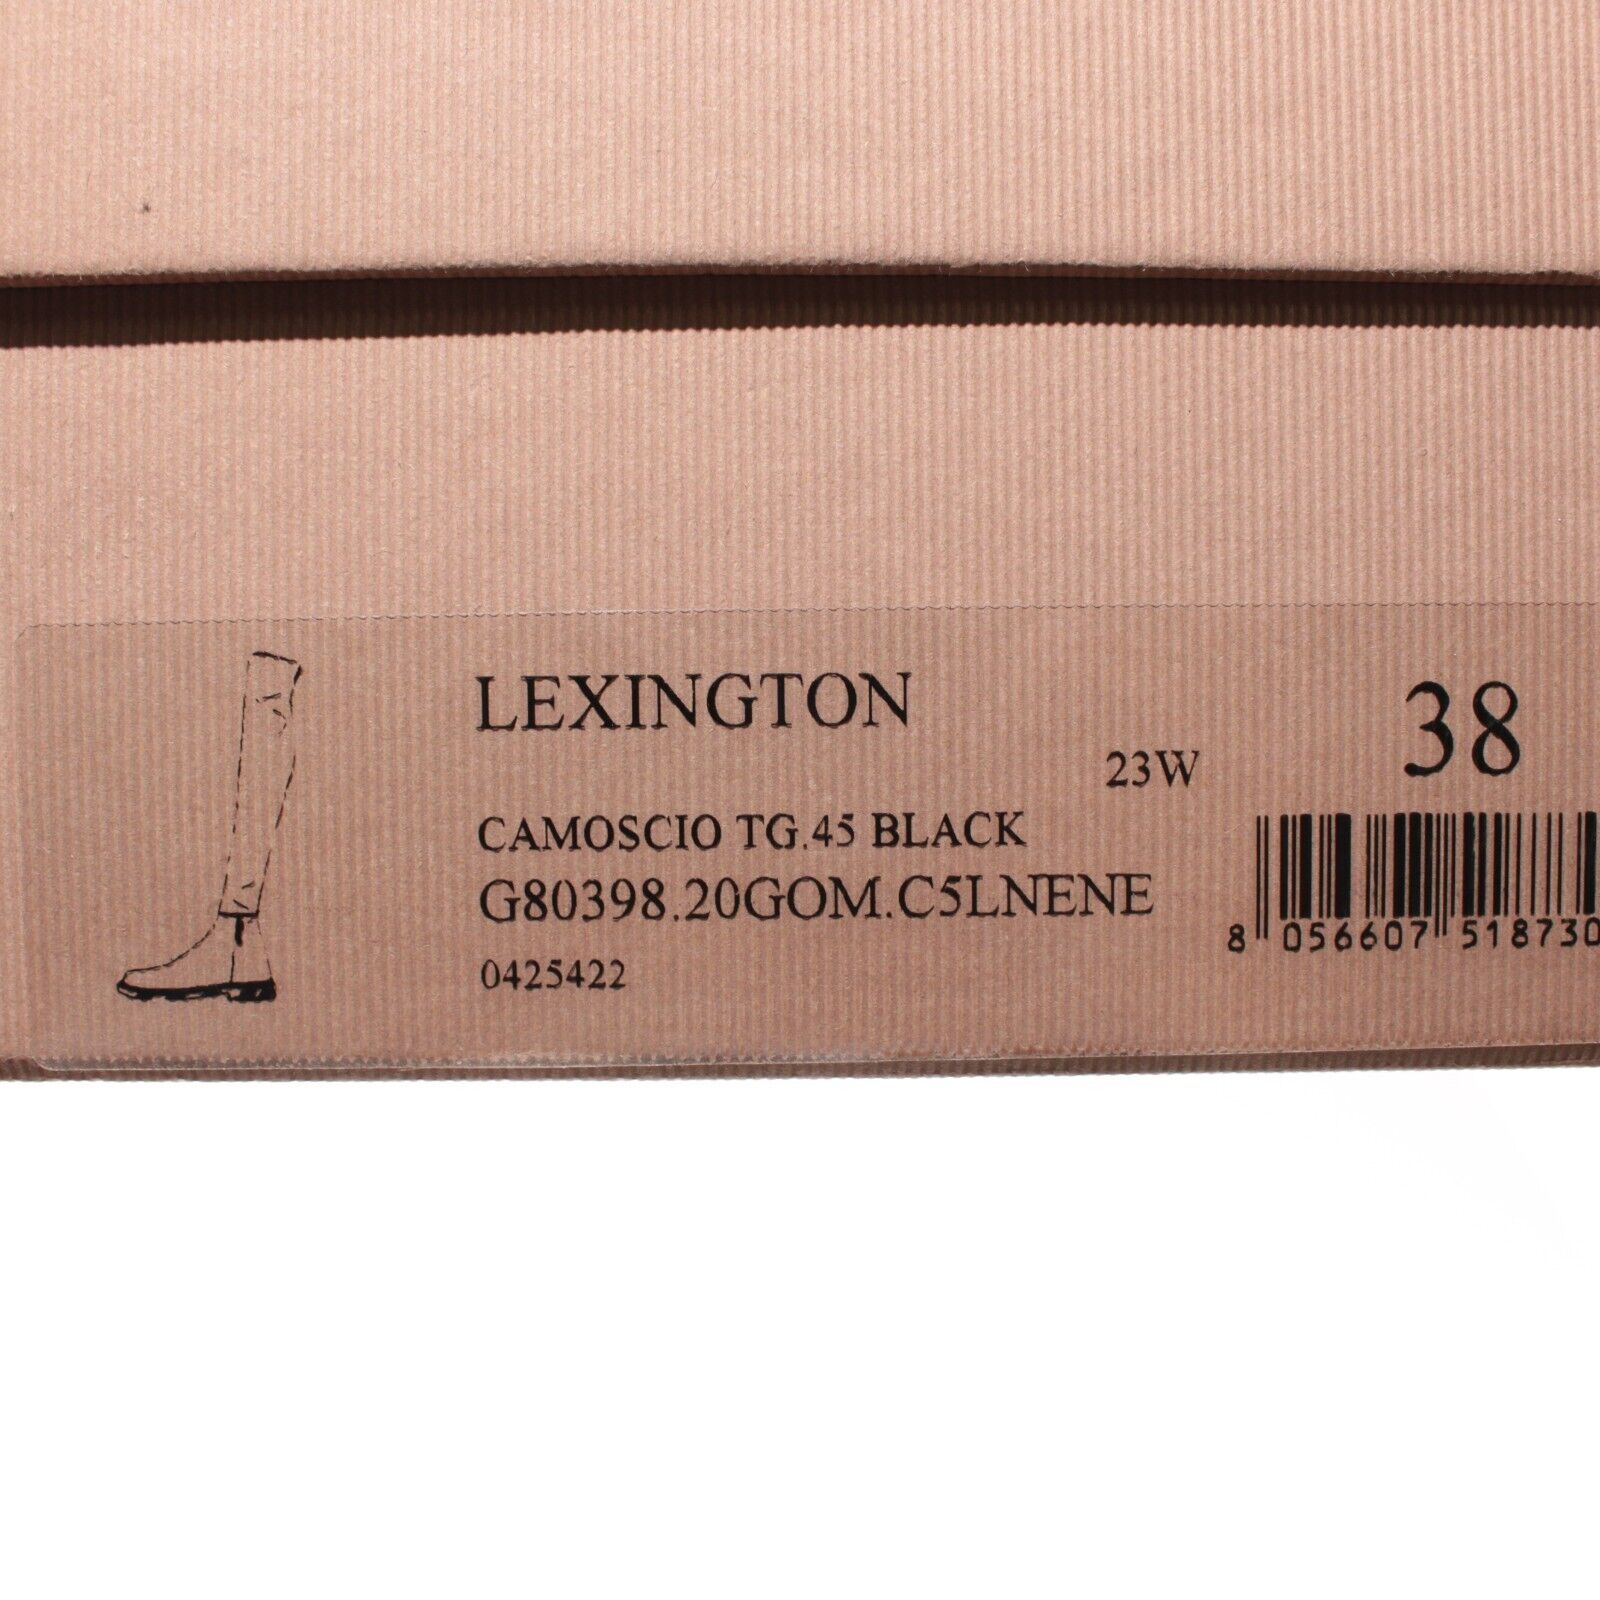 LEXINGTON
38
23W
CAMOSCIO TG.45 BLACK
G80398.20GOM.C5LNENE
8 056607 518730
0425422